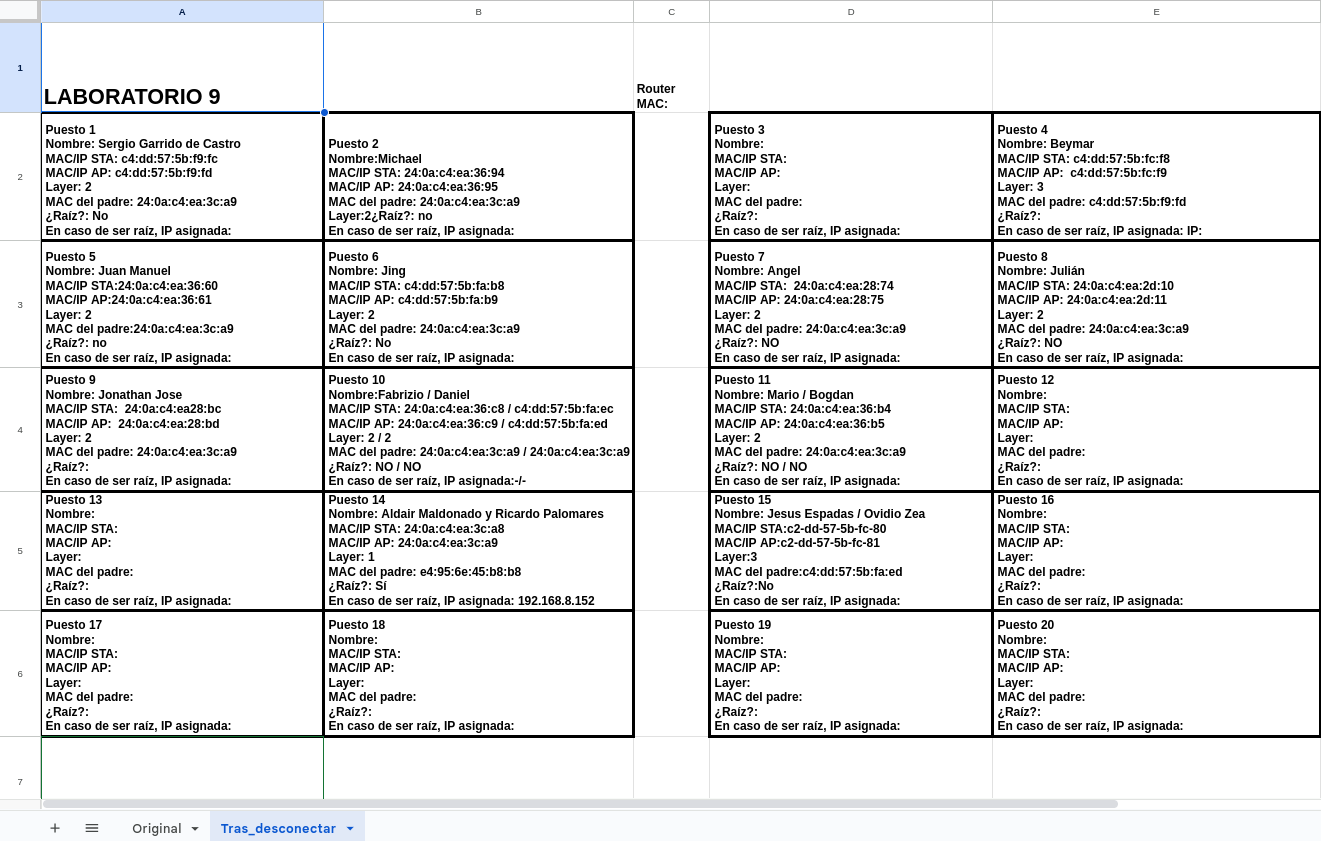 A
B
C
D
E
1
LABORATORIO 9
Router
MAC:
2
Puesto 1
Nombre: Sergio Garrido de Castro
MAC/IP STA: c4:dd:57:5b:f9:fc
MAC/IP AP: c4:dd:57:5b:f9:fd
Layer: 2
MAC del padre: 24:0a:c4:ea:3c:a9
¿Raíz?: No
En caso de ser raíz, IP asignada:
Puesto 2
Nombre:Michael
MAC/IP STA: 24:0a:c4:ea:36:94
MAC/IP AP: 24:0a:c4:ea:36:95
MAC del padre: 24:0a:c4:ea:3c:a9
Layer:2¿Raíz?: no
En caso de ser raíz, IP asignada:
Puesto 3
Nombre:
MAC/IP STA:
MAC/IP AP:
Layer:
MAC del padre:
¿Raíz?:
En caso de ser raíz, IP asignada:
Puesto 4
Nombre: Beymar
MAC/IP STA: c4:dd:57:5b:fc:f8
MAC/IP AP:  c4:dd:57:5b:fc:f9
Layer: 3
MAC del padre: c4:dd:57:5b:f9:fd
¿Raíz?:
En caso de ser raíz, IP asignada: IP:
3
Puesto 5
Nombre: Juan Manuel
MAC/IP STA:24:0a:c4:ea:36:60
MAC/IP AP:24:0a:c4:ea:36:61
Layer: 2
MAC del padre:24:0a:c4:ea:3c:a9
¿Raíz?: no
En caso de ser raíz, IP asignada:
Puesto 6
Nombre: Jing
MAC/IP STA: c4:dd:57:5b:fa:b8
MAC/IP AP: c4:dd:57:5b:fa:b9
Layer: 2
MAC del padre: 24:0a:c4:ea:3c:a9
¿Raíz?: No
En caso de ser raíz, IP asignada:
Puesto 7
Nombre: Angel
MAC/IP STA:  24:0a:c4:ea:28:74
MAC/IP AP: 24:0a:c4:ea:28:75
Layer: 2
MAC del padre: 24:0a:c4:ea:3c:a9
¿Raíz?: NO
En caso de ser raíz, IP asignada:
Puesto 8
Nombre: Julián
MAC/IP STA: 24:0a:c4:ea:2d:10
MAC/IP AP: 24:0a:c4:ea:2d:11
Layer: 2
MAC del padre: 24:0a:c4:ea:3c:a9
¿Raíz?: NO
En caso de ser raíz, IP asignada:
4
Puesto 9
Nombre: Jonathan Jose
MAC/IP STA:  24:0a:c4:ea28:bc
MAC/IP AP:  24:0a:c4:ea:28:bd
Layer: 2
MAC del padre: 24:0a:c4:ea:3c:a9
¿Raíz?:
En caso de ser raíz, IP asignada:
Puesto 10
Nombre:Fabrizio / Daniel
MAC/IP STA: 24:0a:c4:ea:36:c8 / c4:dd:57:5b:fa:ec
MAC/IP AP: 24:0a:c4:ea:36:c9 / c4:dd:57:5b:fa:ed
Layer: 2 / 2
MAC del padre: 24:0a:c4:ea:3c:a9 / 24:0a:c4:ea:3c:a9
¿Raíz?: NO / NO
En caso de ser raíz, IP asignada:-/-
Puesto 11
Nombre: Mario / Bogdan
MAC/IP STA: 24:0a:c4:ea:36:b4
MAC/IP AP: 24:0a:c4:ea:36:b5
Layer: 2
MAC del padre: 24:0a:c4:ea:3c:a9
¿Raíz?: NO / NO
En caso de ser raíz, IP asignada:
Puesto 12
Nombre:
MAC/IP STA:
MAC/IP AP:
Layer:
MAC del padre:
¿Raíz?:
En caso de ser raíz, IP asignada:
5
Puesto 13
Nombre:
MAC/IP STA:
MAC/IP AP:
Layer:
MAC del padre:
¿Raíz?:
En caso de ser raíz, IP asignada:
Puesto 14
Nombre: Aldair Maldonado y Ricardo Palomares
MAC/IP STA: 24:0a:c4:ea:3c:a8
MAC/IP AP: 24:0a:c4:ea:3c:a9
Layer: 1
MAC del padre: e4:95:6e:45:b8:b8
¿Raíz?: Sí
En caso de ser raíz, IP asignada: 192.168.8.152
Puesto 15
Nombre: Jesus Espadas / Ovidio Zea
MAC/IP STA:c2-dd-57-5b-fc-80
MAC/IP AP:c2-dd-57-5b-fc-81
Layer:3
MAC del padre:c4:dd:57:5b:fa:ed
¿Raíz?:No
En caso de ser raíz, IP asignada:
Puesto 16
Nombre:
MAC/IP STA:
MAC/IP AP:
Layer:
MAC del padre:
¿Raíz?:
En caso de ser raíz, IP asignada:
6
Puesto 17
Nombre:
MAC/IP STA:
MAC/IP AP:
Layer:
MAC del padre:
¿Raíz?:
En caso de ser raíz, IP asignada:
Puesto 18
Nombre:
MAC/IP STA:
MAC/IP AP:
Layer:
MAC del padre:
¿Raíz?:
En caso de ser raíz, IP asignada:
Puesto 19
Nombre:
MAC/IP STA:
MAC/IP AP:
Layer:
MAC del padre:
¿Raíz?:
En caso de ser raíz, IP asignada:
Puesto 20
Nombre:
MAC/IP STA:
MAC/IP AP:
Layer:
MAC del padre:
¿Raíz?:
En caso de ser raíz, IP asignada:
7
Original
Tras_desconectar